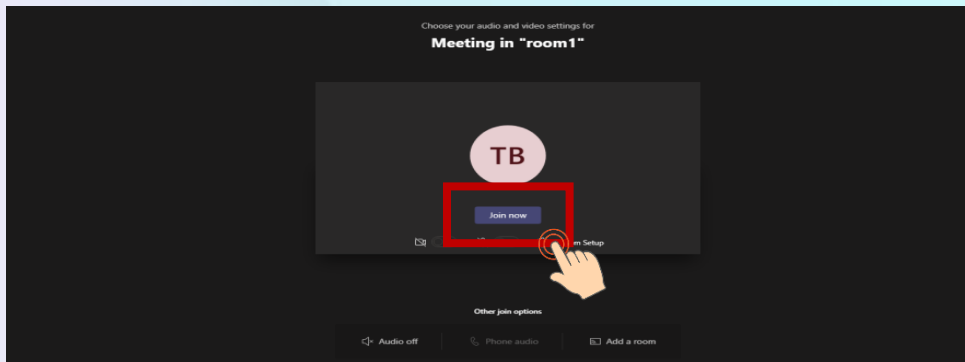 Choose your audio and video settings for
Meeting in "room1"
TB
Join now
m Setup
Other join options
Audio off
Phone audio
Add a room